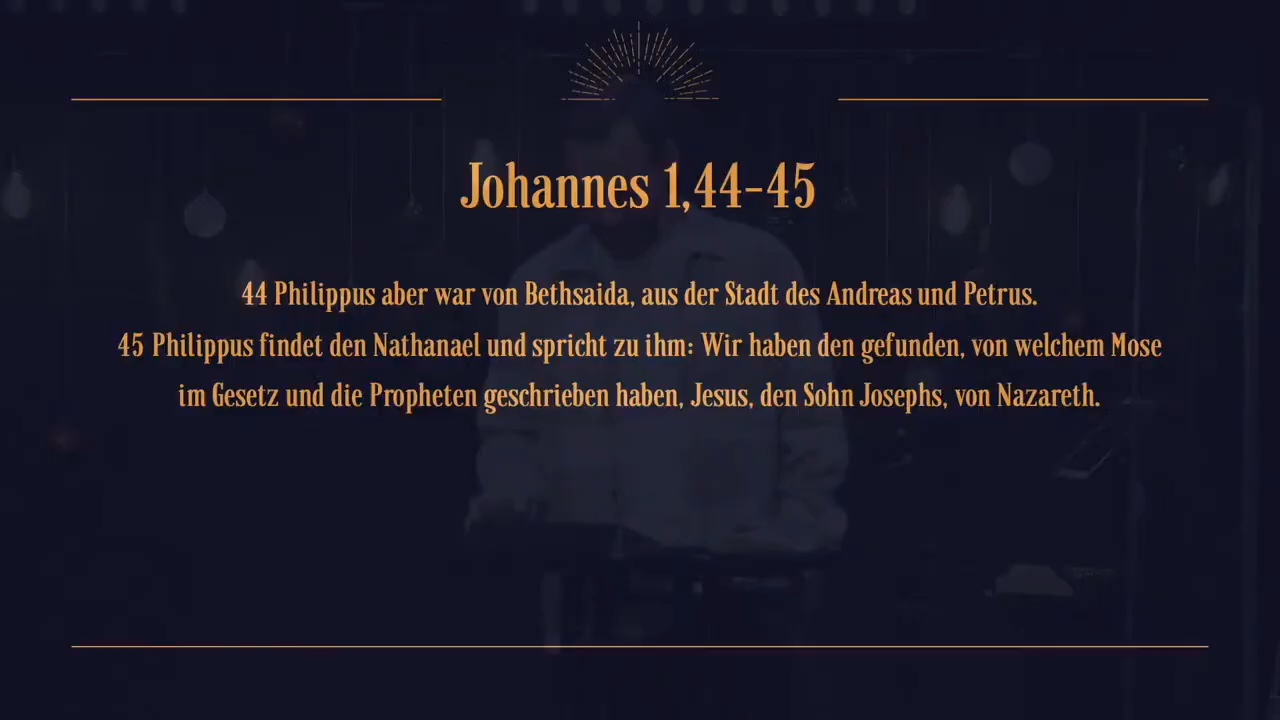 Johannes 1,44-45
44 Philippus aber war von Bethsaida, aus der Stadt des Andreas und Petrus.
45 Philippus findet den Nathanael und spricht zu ihm: Wir haben den gefunden, von welchem Mose
im Gesetz und die Propheten geschrieben haben, Jesus, den Sohn Josephs, von Nazareth.